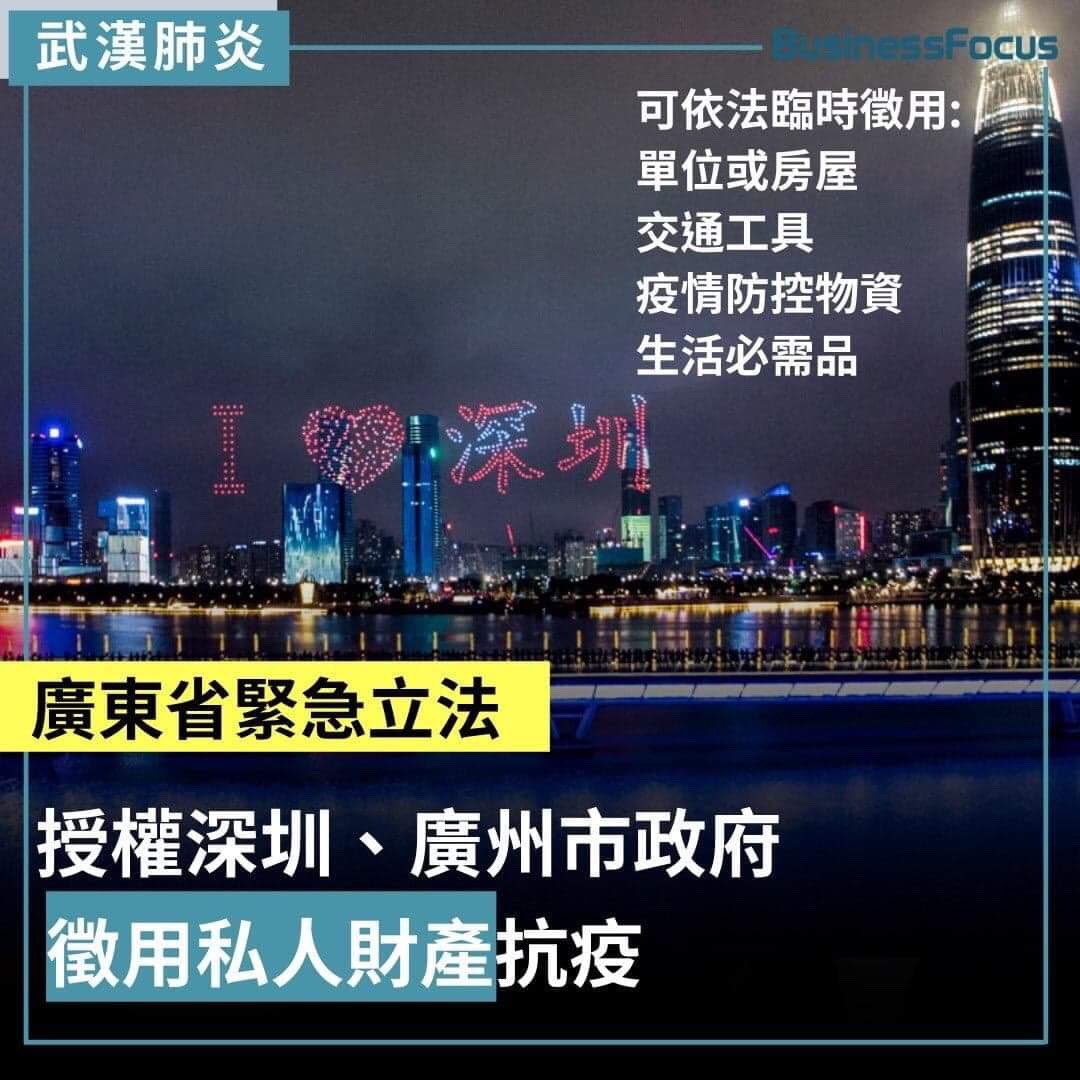 武漢肺炎
BusinessFocus
可依法臨時徵用:
單位或房屋
交通工具
疫情防控物資
生活必需品
I ❤ 深圳
廣東省緊急立法
授權深圳、廣州市政府
徵用私人財產抗疫